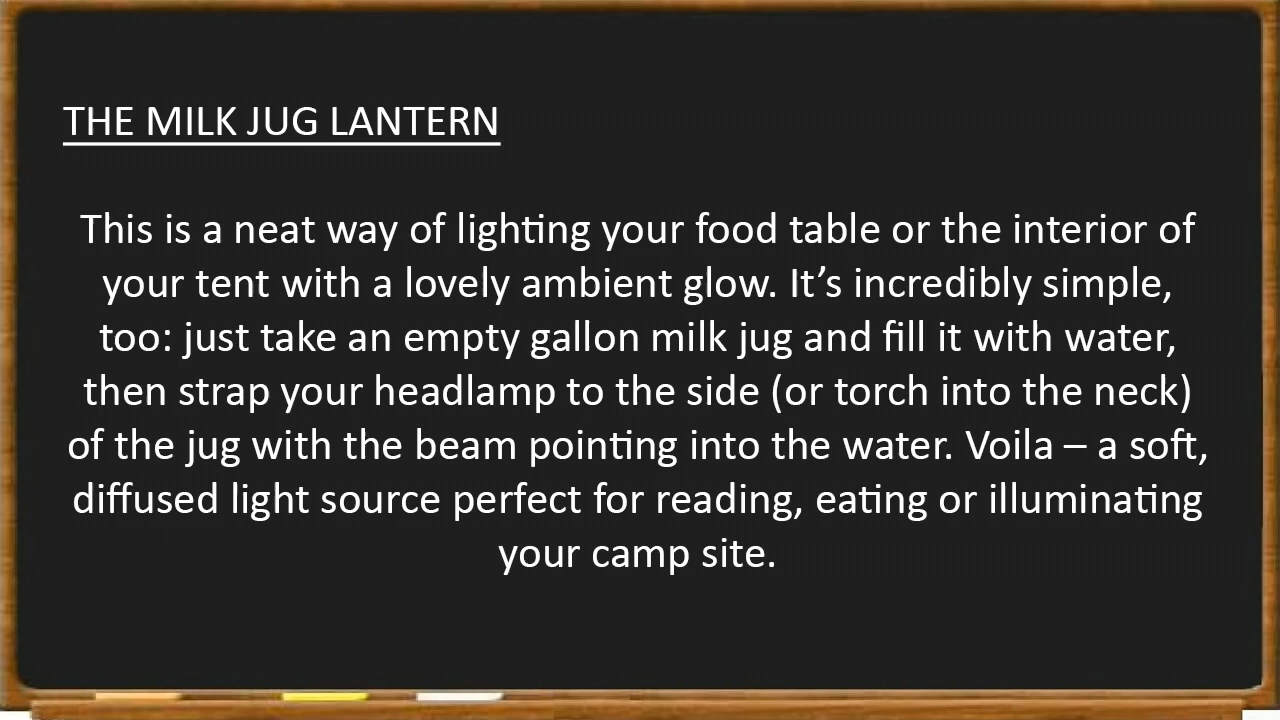 THE MILK JUG LANTERN
This is a neat way of lighting your food table or the interior of
your tent with a lovely ambient glow. It’s incredibly simple,
too: just take an empty gallon milk jug and fill it with water,
then strap your headlamp to the side (or torch into the neck)
of the jug with the beam pointing into the water. Voila – a soft,
diffused light source perfect for reading, eating or illuminating
your camp site.